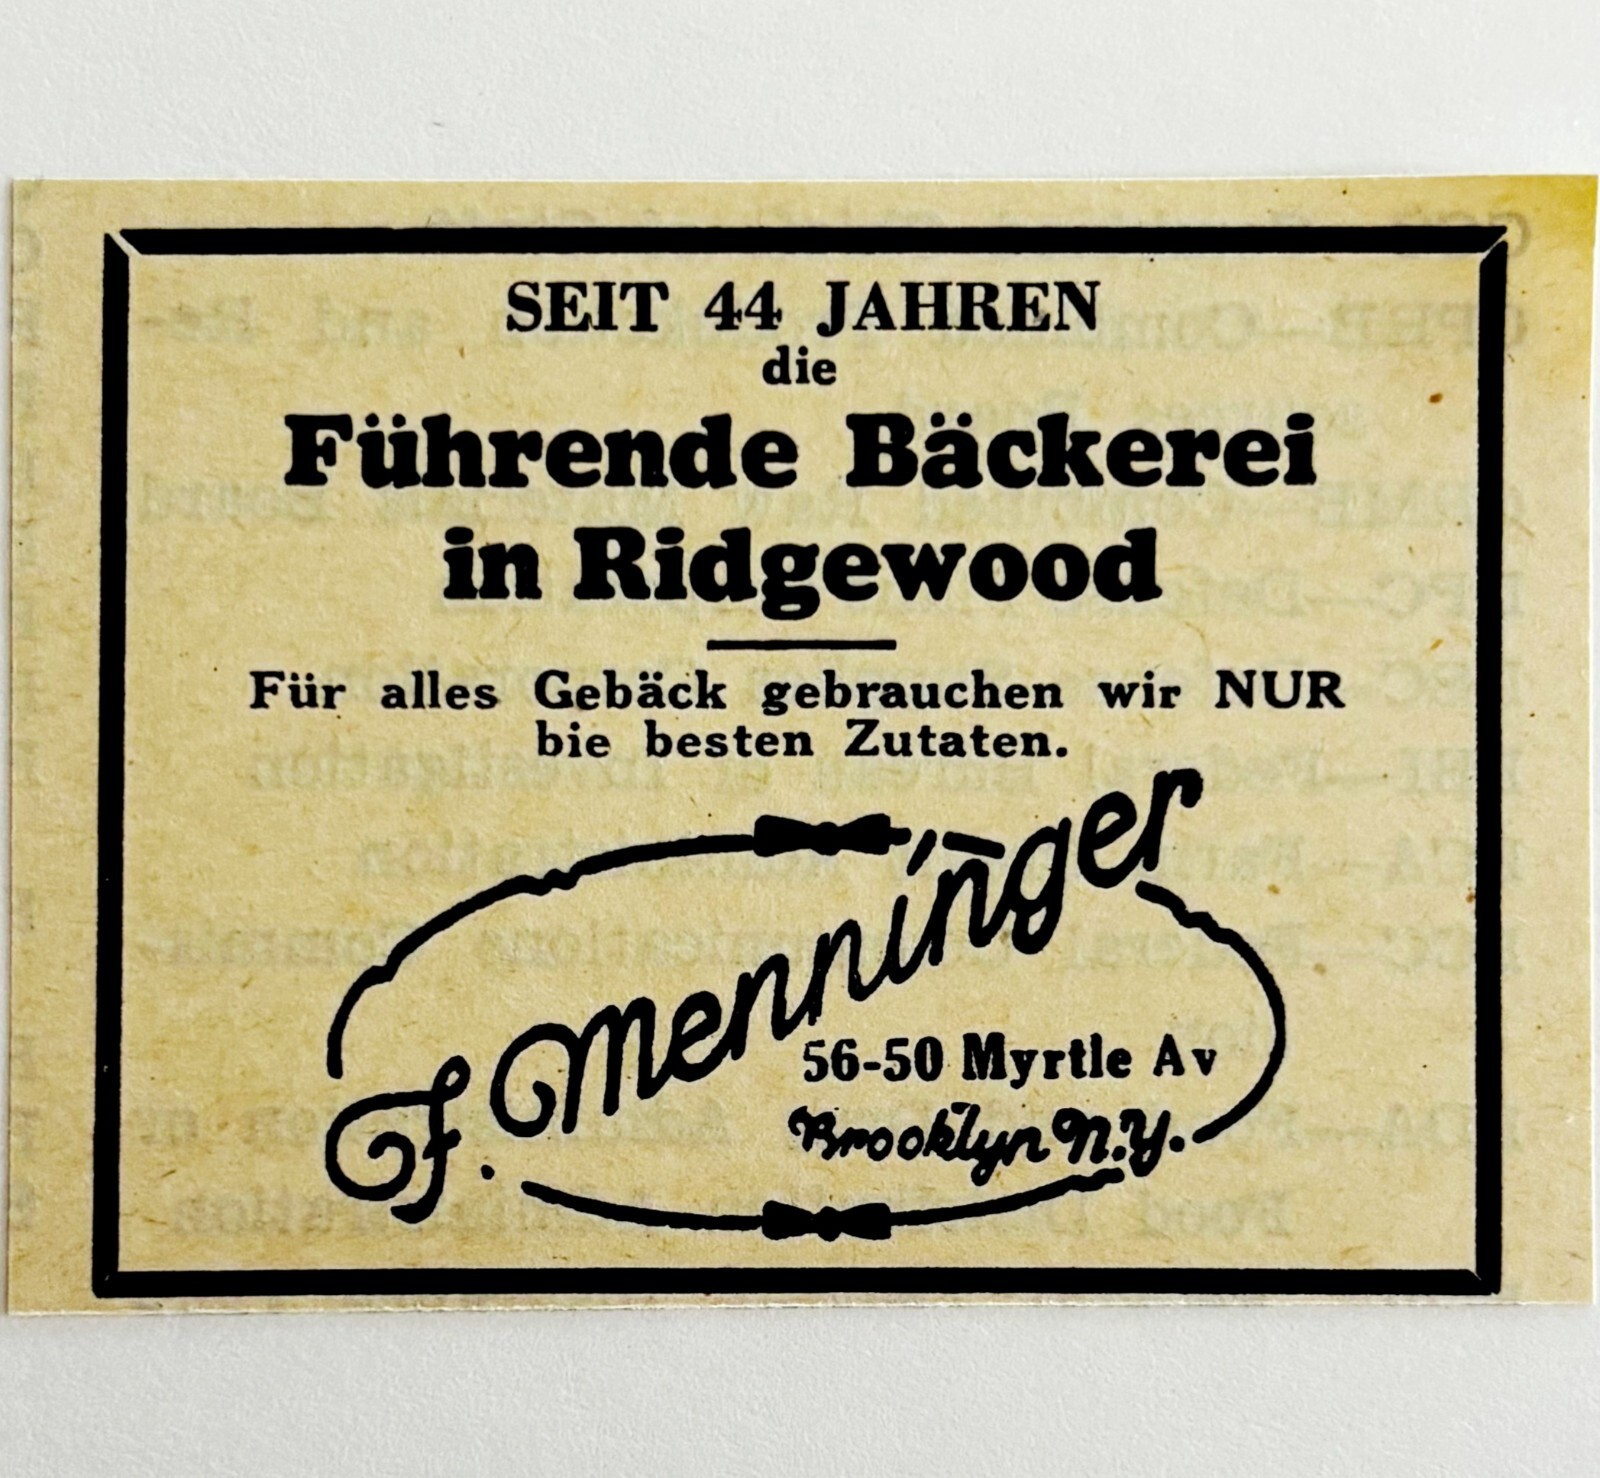 SEIT 44 JAHREN
die
Führende Bäckerei
in Ridgewood
Für alles Gebäck gebrauchen wir NUR
bie besten Zutaten.
F. Menninger
56-50 Myrtle Av
Brooklyn N.Y.